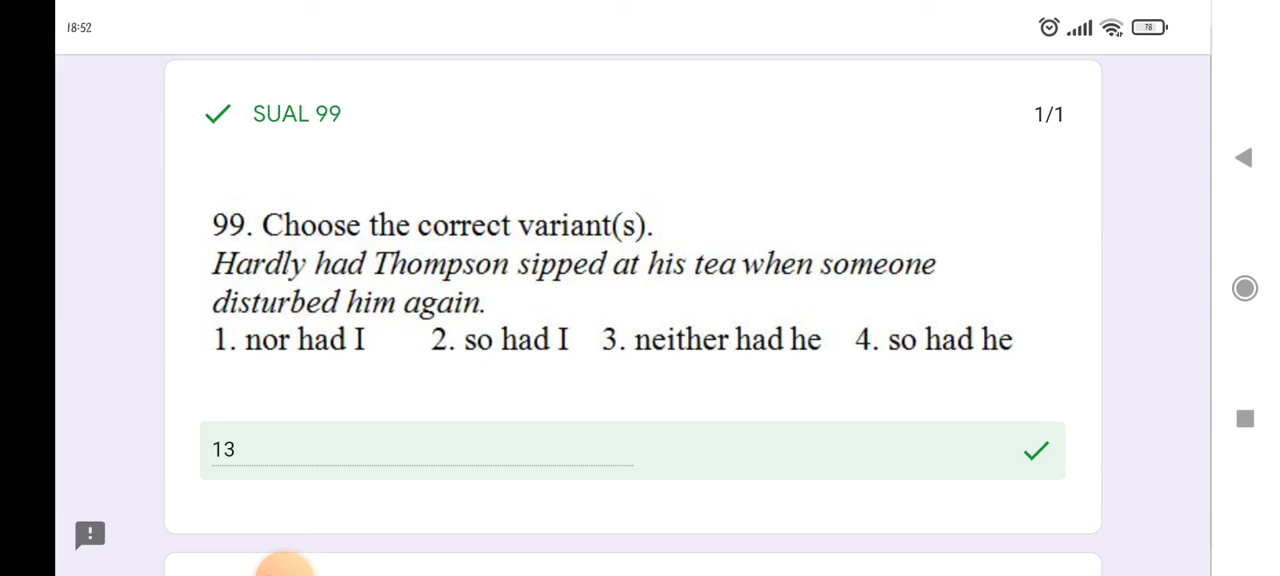 18:52
78
SUAL 99
1/1
99. Choose the correct variant(s).
Hardly had Thompson sipped at his tea when someone
disturbed him again.
1. nor had I 2. so had I 3. neither had he 4. so had he
13